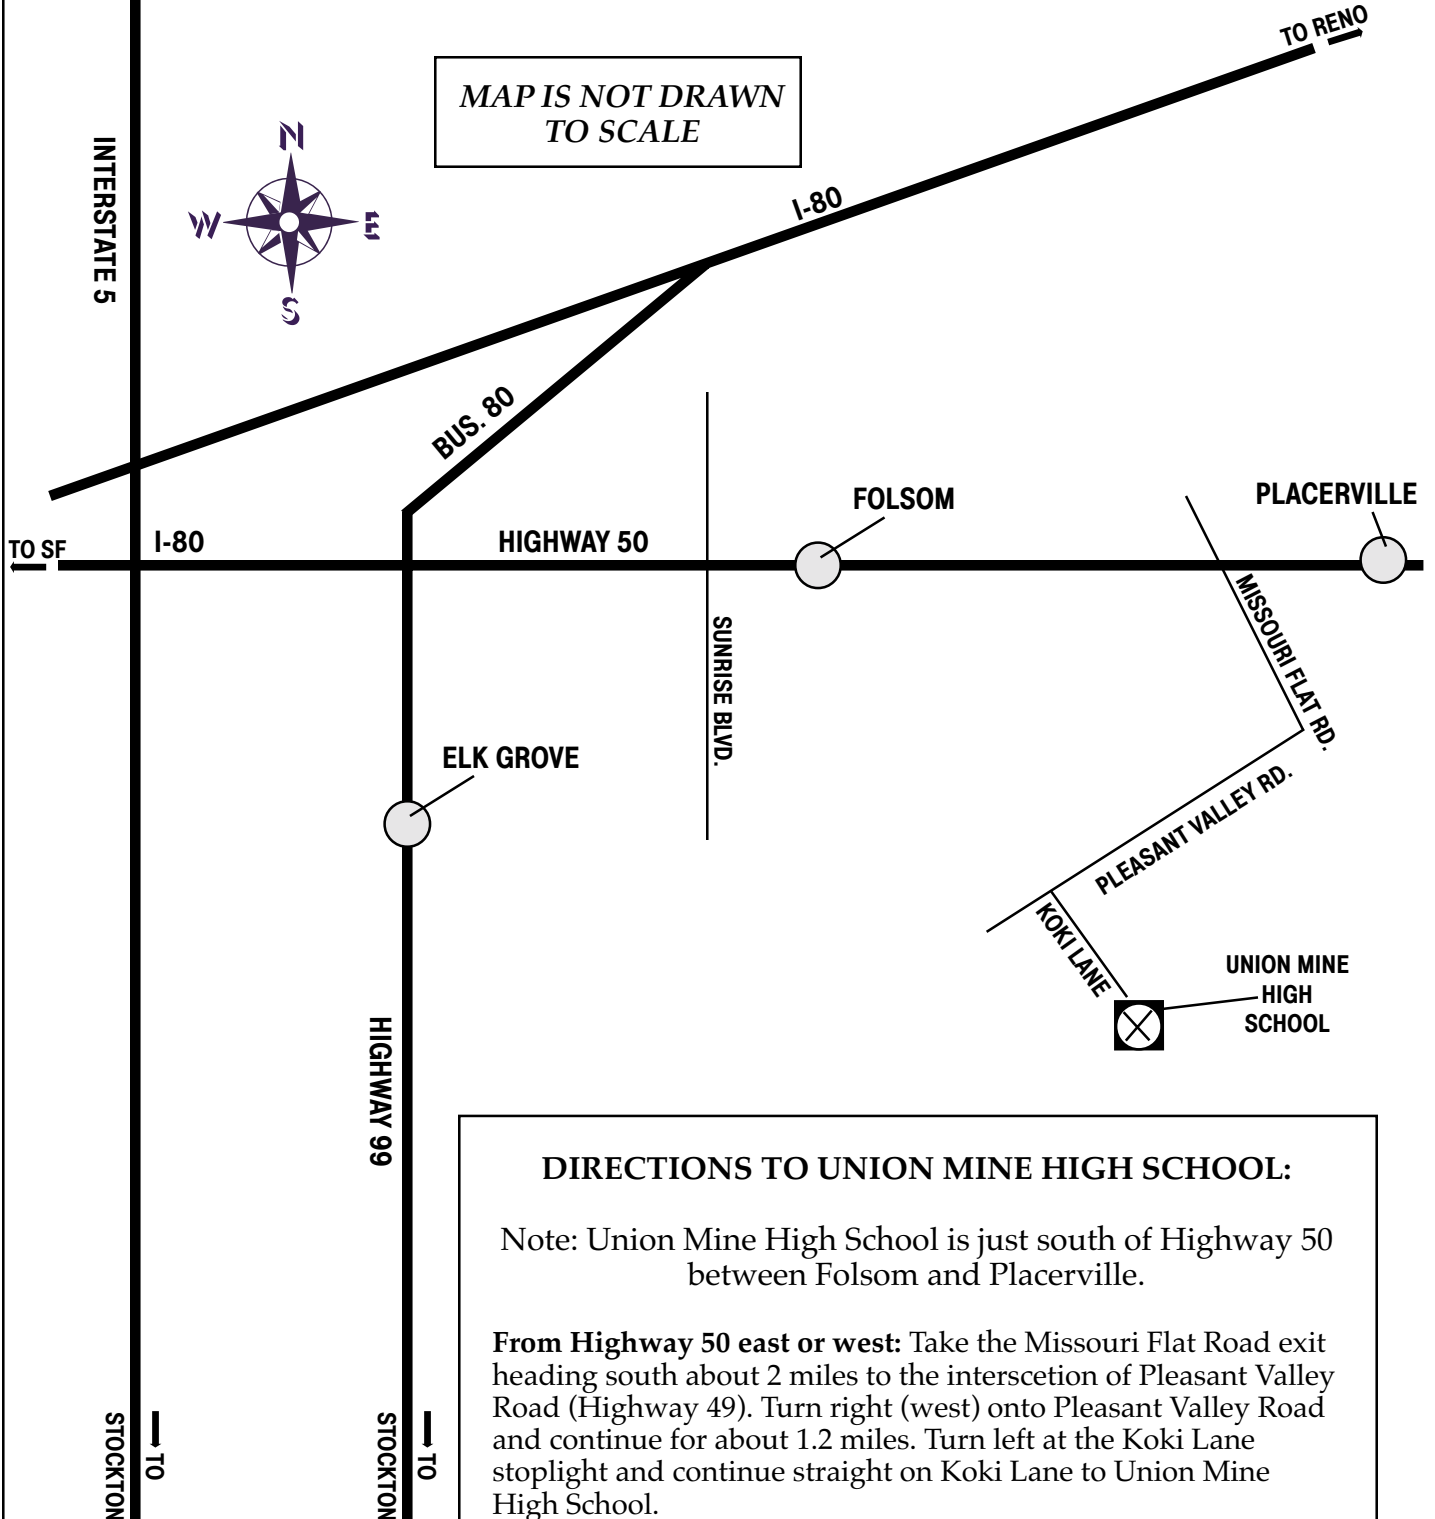 TO RENO
MAP IS NOT DRAWN
TO SCALE
N
W
E
S
INTERSTATE 5
I-80
BUS. 80
FOLSOM
PLACERVILLE
TO SF
I-80
HIGHWAY 50
MISSOURI FLAT RD.
SUNRISE BLVD.
ELK GROVE
PLEASANT VALLEY RD.
KOKI LANE
UNION MINE
HIGH
SCHOOL
HIGHWAY 99
DIRECTIONS TO UNION MINE HIGH SCHOOL:
Note: Union Mine High School is just south of Highway 50
between Folsom and Placerville.
From Highway 50 east or west: Take the Missouri Flat Road exit
heading south about 2 miles to the interscetion of Pleasant Valley
Road (Highway 49). Turn right (west) onto Pleasant Valley Road
and continue for about 1.2 miles. Turn left at the Koki Lane
stoplight and continue straight on Koki Lane to Union Mine
High School.
TO
STOCKTON
TO
STOCKTON